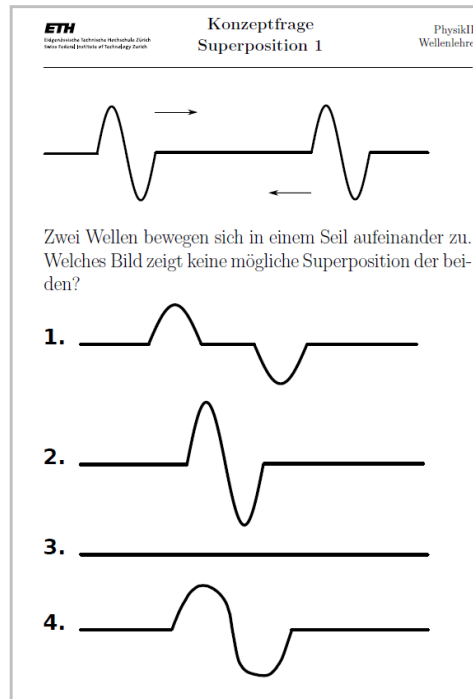 ETH
Eidgenössische Technische Hochschule Zürich
Swiss Federal Institute of Technology Zurich
Konzeptfrage
Superposition 1
PhysikII
Wellenlehre
Zwei Wellen bewegen sich in einem Seil aufeinander zu.
Welches Bild zeigt keine mögliche Superposition der bei-
den?
1.
2.
3.
4.